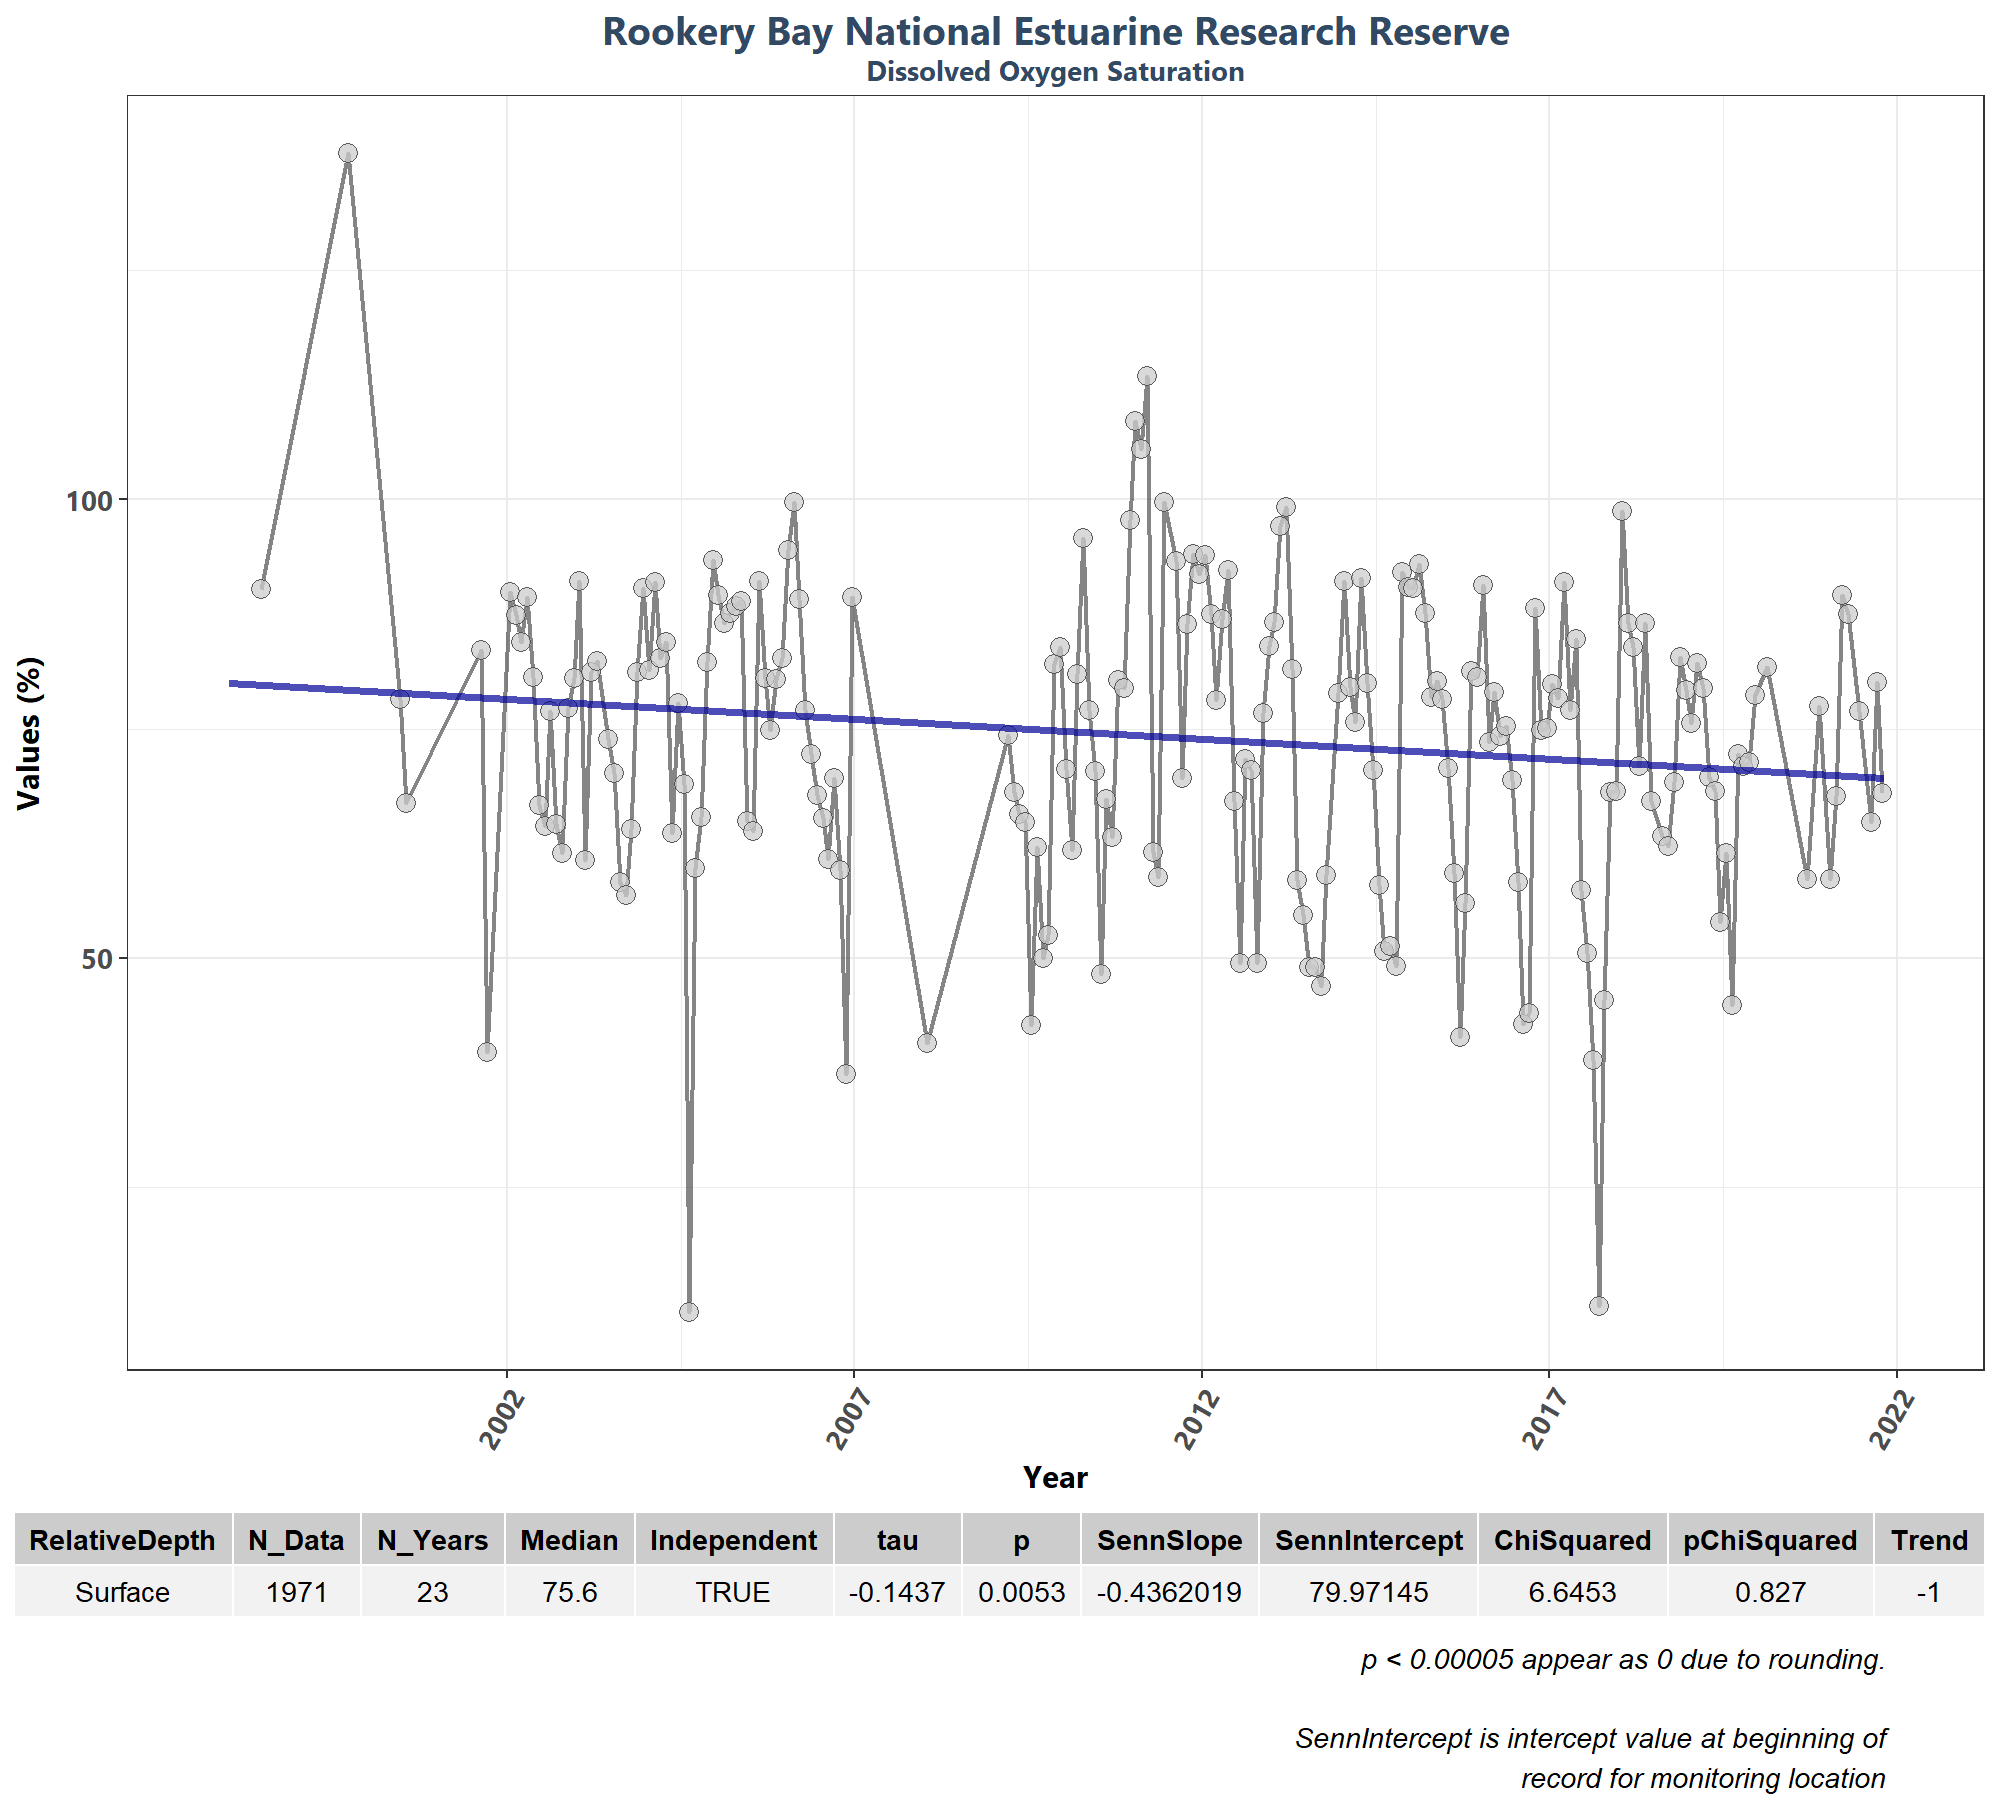 Rookery Bay National Estuarine Research Reserve
Dissolved Oxygen Saturation
Values (%)
100
50
2002 2007 2012 2017 2022
Year
RelativeDepth N_Data N_Years Median Independent tau p SennSlope SennIntercept ChiSquared pChiSquared Trend
Surface 1971 23 75.6 TRUE -0.1437 0.0053 -0.4362019 79.97145 6.6453 0.827 -1
p < 0.00005 appear as 0 due to rounding.
SennIntercept is intercept value at beginning of
record for monitoring location